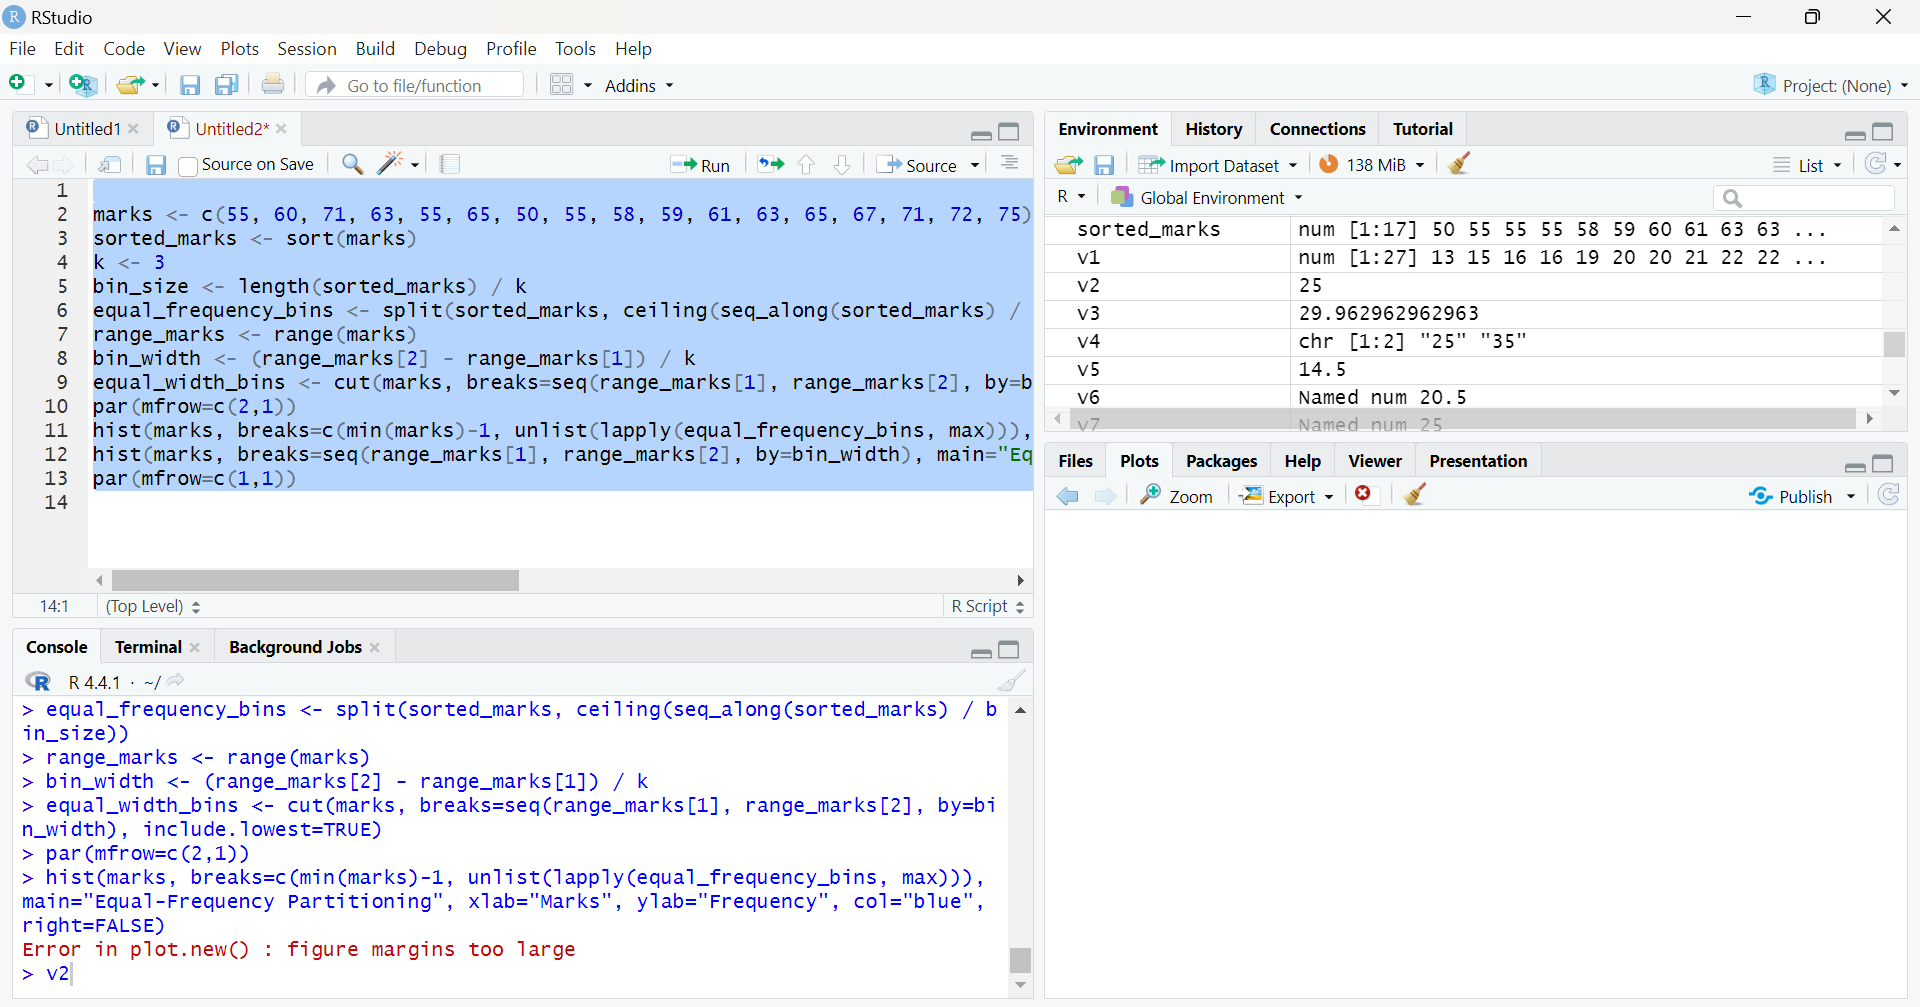 RStudio
File Edit Code View Plots Session Build Debug Profile Tools Help
Go to file/function Addins Project: (None)
Untitled1 Untitled2*
Source on Save Run Source
1
2 marks <- c(55, 60, 71, 63, 55, 65, 50, 55, 58, 59, 61, 63, 65, 67, 71, 72, 75)
3 sorted_marks <- sort(marks)
4 k <- 3
5 bin_size <- length(sorted_marks) / k
6 equal_frequency_bins <- split(sorted_marks, ceiling(seq_along(sorted_marks) /
7 range_marks <- range(marks)
8 bin_width <- (range_marks[2] - range_marks[1]) / k
9 equal_width_bins <- cut(marks, breaks=seq(range_marks[1], range_marks[2], by=b
10 par(mfrow=c(2,1))
11 hist(marks, breaks=c(min(marks)-1, unlist(lapply(equal_frequency_bins, max))),
12 hist(marks, breaks=seq(range_marks[1], range_marks[2], by=bin_width), main="Eq
13 par(mfrow=c(1,1))
14
14:1 (Top Level) R Script
Console Terminal Background Jobs
R 4.4.1 · ~/
> equal_frequency_bins <- split(sorted_marks, ceiling(seq_along(sorted_marks) / b
in_size))
> range_marks <- range(marks)
> bin_width <- (range_marks[2] - range_marks[1]) / k
> equal_width_bins <- cut(marks, breaks=seq(range_marks[1], range_marks[2], by=bi
n_width), include.lowest=TRUE)
> par(mfrow=c(2,1))
> hist(marks, breaks=c(min(marks)-1, unlist(lapply(equal_frequency_bins, max))),
main="Equal-Frequency Partitioning", xlab="Marks", ylab="Frequency", col="blue",
right=FALSE)
Error in plot.new() : figure margins too large
> v2
Environment History Connections Tutorial
Import Dataset 138 MiB List
R Global Environment
sorted_marks num [1:17] 50 55 55 55 58 59 60 61 63 63 ...
v1 num [1:27] 13 15 16 16 19 20 20 21 22 22 ...
v2 25
v3 29.962962962963
v4 chr [1:2] "25" "35"
v5 14.5
v6 Named num 20.5
v7 Named num 25
Files Plots Packages Help Viewer Presentation
Zoom Export Publish